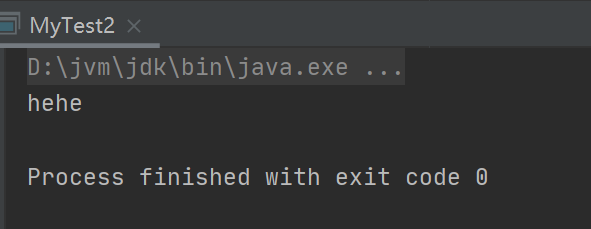 MyTest2
D:\jvm\jdk\bin\java.exe ...
hehe
Process finished with exit code 0